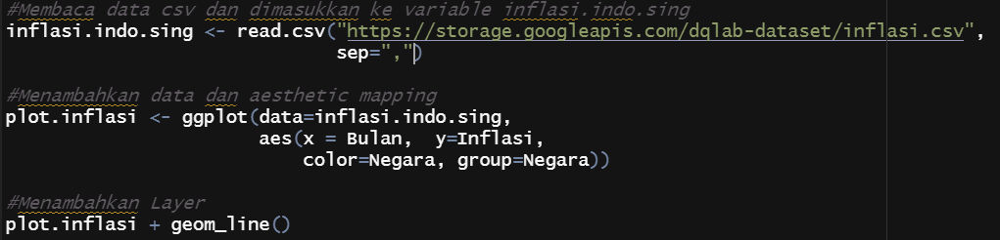 #Membaca data csv dan dimasukkan ke variable inflasi.indo.sing
inflasi.indo.sing <- read.csv("https://storage.googleapis.com/dqlab-dataset/inflasi.csv",
sep=",")
#Menambahkan data dan aesthetic mapping
plot.inflasi <- ggplot(data=inflasi.indo.sing,
aes(x = Bulan,  y=Inflasi,
color=Negara, group=Negara))
#Menambahkan Layer
plot.inflasi + geom_line()